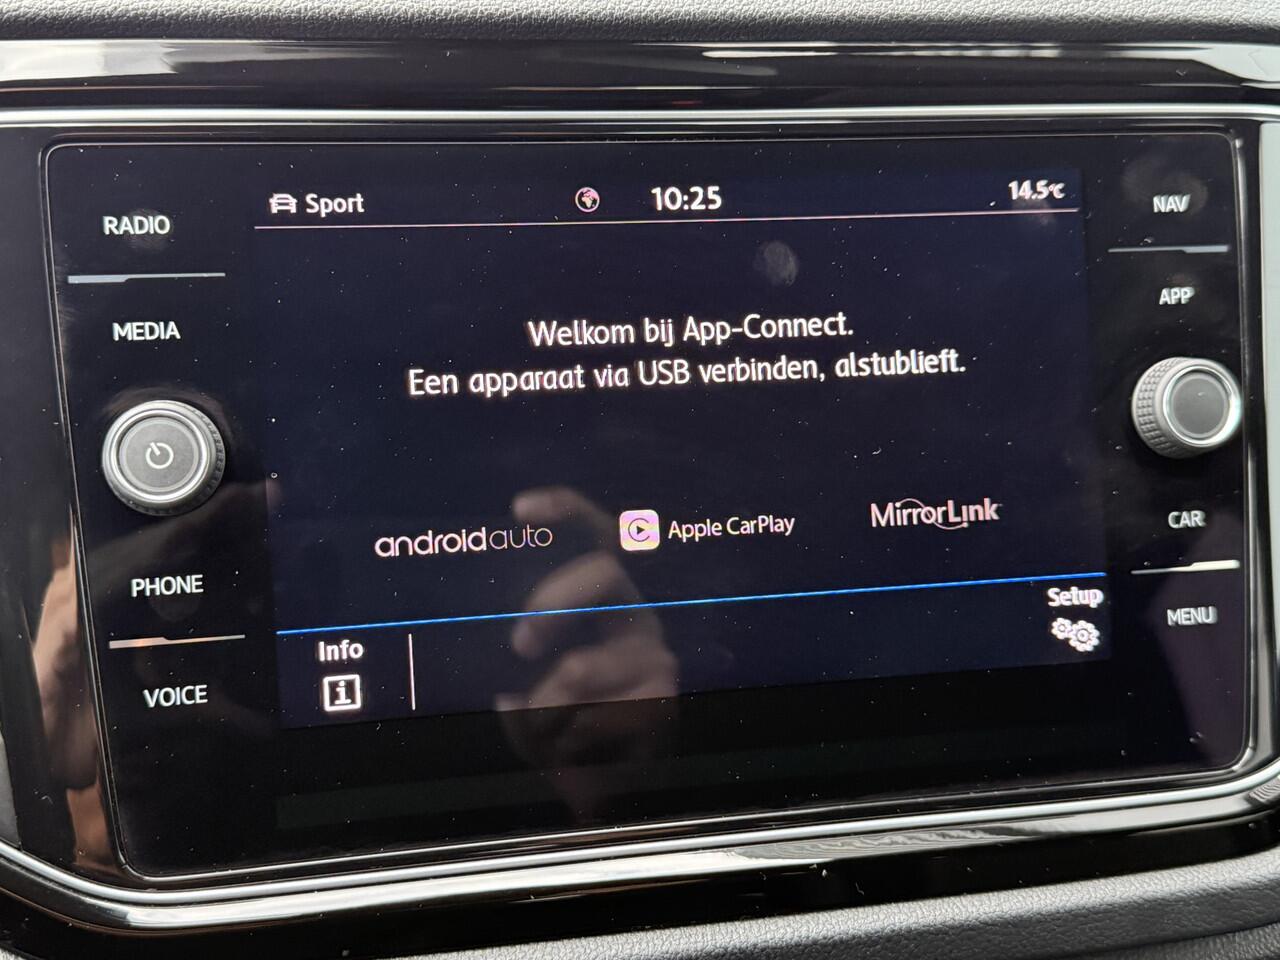 RADIO
MEDIA
PHONE
VOICE
Sport
10:25
14.5°C
Welkom bij App-Connect.
Een apparaat via USB verbinden, alstublieft.
androidauto
Apple CarPlay
MirrorLink
Info
Setup
NAV
APP
CAR
MENU